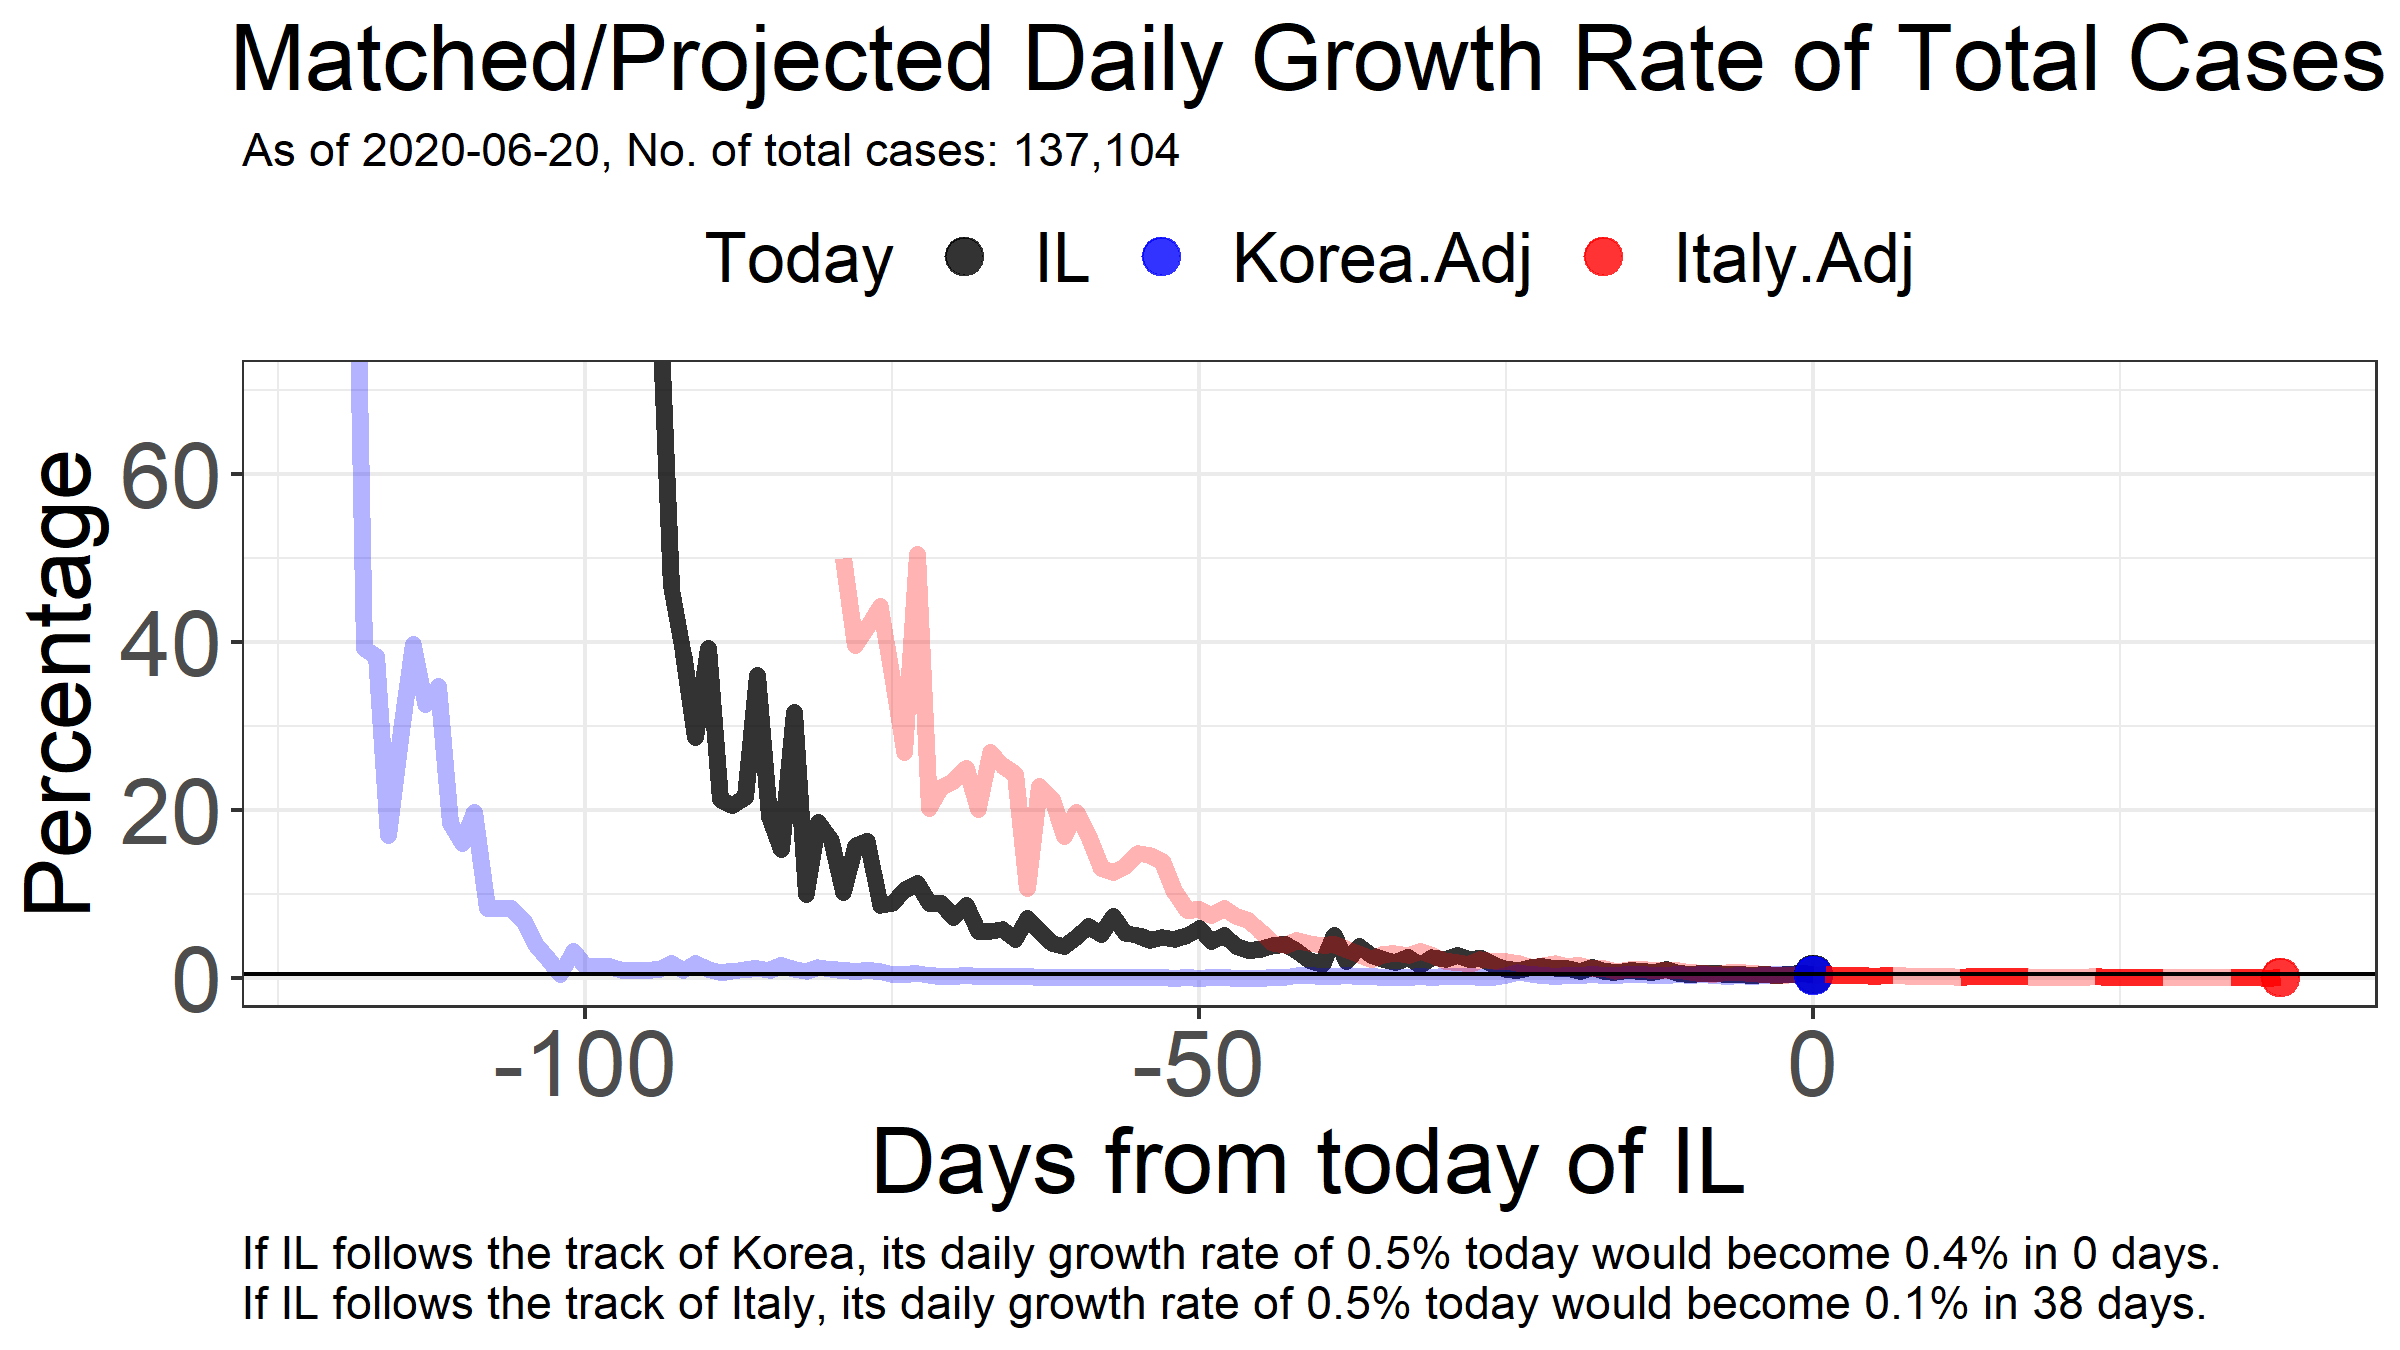 Matched/Projected Daily Growth Rate of Total Cases
As of 2020-06-20, No. of total cases: 137,104
Today IL Korea.Adj Italy.Adj
Percentage
60
40
20
0
-100 -50 0
Days from today of IL
If IL follows the track of Korea, its daily growth rate of 0.5% today would become 0.4% in 0 days.
If IL follows the track of Italy, its daily growth rate of 0.5% today would become 0.1% in 38 days.